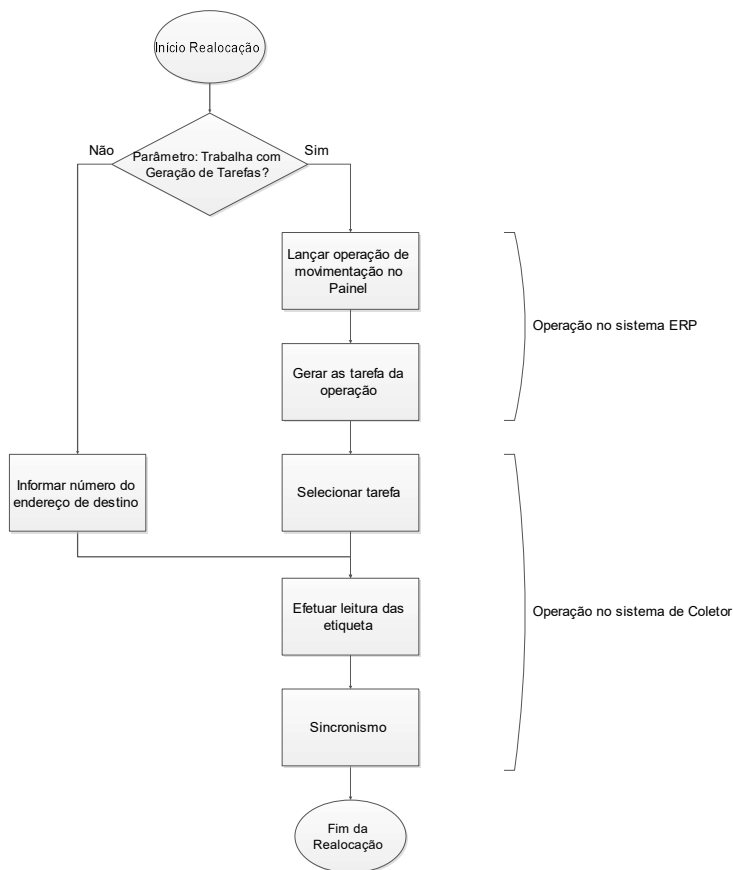 Início Realocação
Não
Sim
Parâmetro: Trabalha com
Geração de Tarefas?
Lançar operação de
movimentação no
Painel
Operação no sistema ERP
Gerar as tarefa da
operação
Informar número do
endereço de destino
Selecionar tarefa
Efetuar leitura das
etiqueta
Operação no sistema de Coletor
Sincronismo
Fim da
Realocação